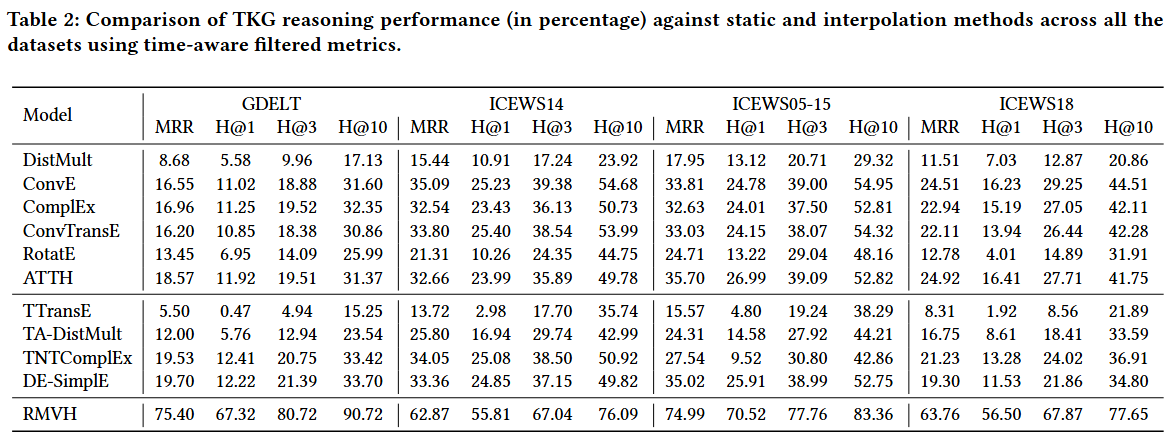 Table 2: Comparison of TKG reasoning performance (in percentage) against static and interpolation methods across all the
datasets using time-aware filtered metrics.
Model GDELT ICEWS14 ICEWS05-15 ICEWS18
MRR H@1 H@3 H@10 MRR H@1 H@3 H@10 MRR H@1 H@3 H@10 MRR H@1 H@3 H@10
DistMult 8.68 5.58 9.96 17.13 15.44 10.91 17.24 23.92 17.95 13.12 20.71 29.32 11.51 7.03 12.87 20.86
ConvE 16.55 11.02 18.88 31.60 35.09 25.23 39.38 54.68 33.81 24.78 39.00 54.95 24.51 16.23 29.25 44.51
ComplEx 16.96 11.25 19.52 32.35 32.54 23.43 36.13 50.73 32.63 24.01 37.50 52.81 22.94 15.19 27.05 42.11
ConvTransE 16.20 10.85 18.38 30.86 33.80 25.40 38.54 53.99 33.03 24.15 38.07 54.32 22.11 13.94 26.44 42.28
RotatE 13.45 6.95 14.09 25.99 21.31 10.26 24.35 44.75 24.71 13.22 29.04 48.16 12.78 4.01 14.89 31.91
ATTH 18.57 11.92 19.51 31.37 32.66 23.99 35.89 49.78 35.70 26.99 39.09 52.82 24.92 16.41 27.71 41.75
TTransE 5.50 0.47 4.94 15.25 13.72 2.98 17.70 35.74 15.57 4.80 19.24 38.29 8.31 1.92 8.56 21.89
TA-DistMult 12.00 5.76 12.94 23.54 25.80 16.94 29.74 42.99 24.31 14.58 27.92 44.21 16.75 8.61 18.41 33.59
TNTComplEx 19.53 12.41 20.75 33.42 34.05 25.08 38.50 50.92 27.54 9.52 30.80 42.86 21.23 13.28 24.02 36.91
DE-SimplE 19.70 12.22 21.39 33.70 33.36 24.85 37.15 49.82 35.02 25.91 38.99 52.75 19.30 11.53 21.86 34.80
RMVH 75.40 67.32 80.72 90.72 62.87 55.81 67.04 76.09 74.99 70.52 77.76 83.36 63.76 56.50 67.87 77.65